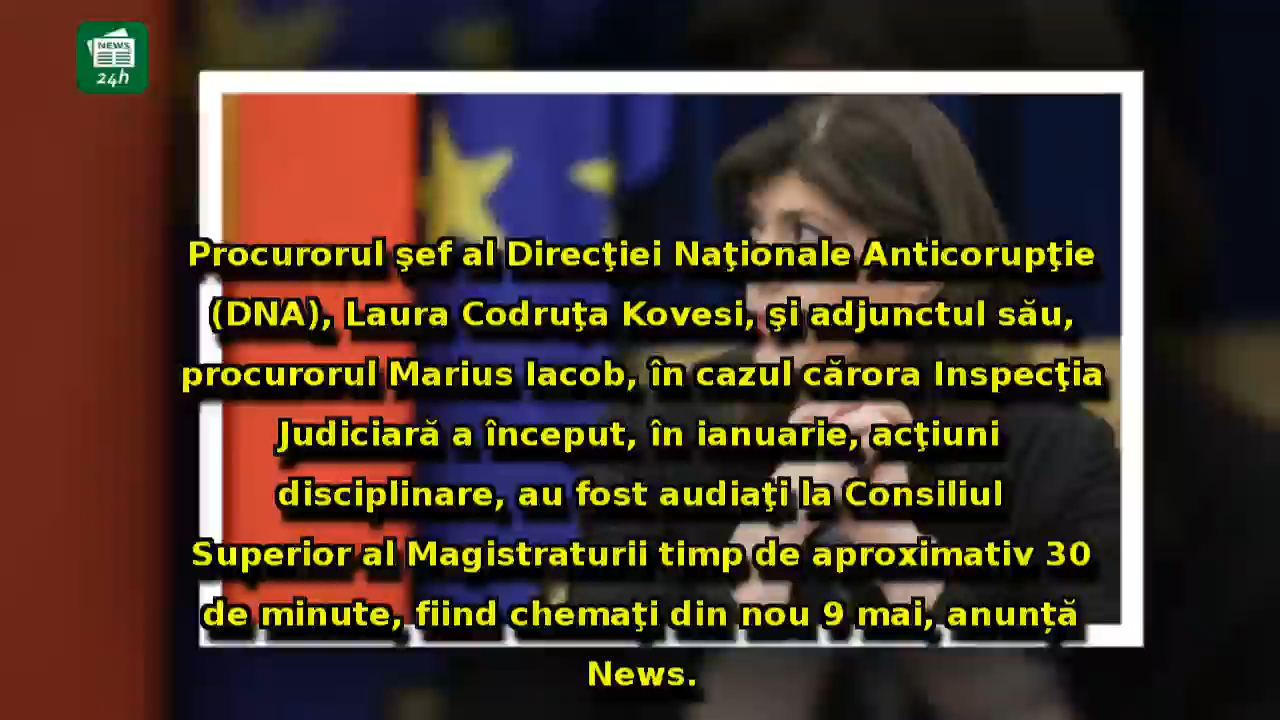 NEWS
24h
Procurorul şef al Direcţiei Naţionale Anticorupţie
(DNA), Laura Codruţa Kovesi, şi adjunctul său,
procurorul Marius Iacob, în cazul cărora Inspecţia
Judiciară a început, în ianuarie, acţiuni
disciplinare, au fost audiaţi la Consiliul
Superior al Magistraturii timp de aproximativ 30
de minute, fiind chemaţi din nou 9 mai, anunță
News.